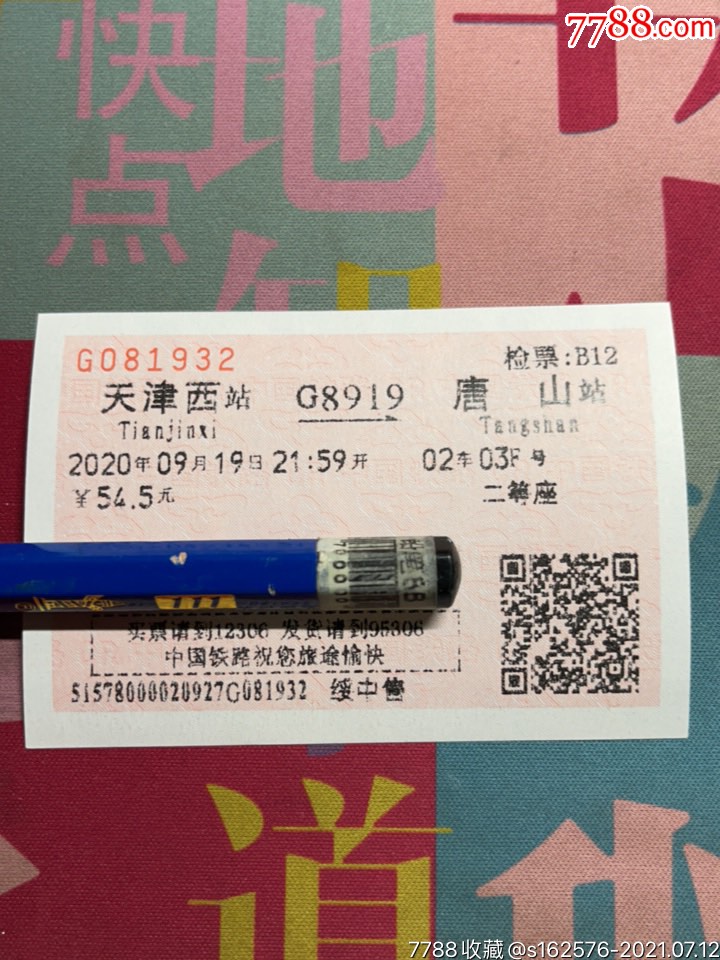 7788.com
快 地
点
G081932 检票:B12
天津西站 G8919 唐山站
Tianjinxi Tangshan
2020年09月19日21:59开 02车03F号
¥54.5元 二等座
111
买票请到12306 发货请到95306
中国铁路祝您旅途愉快
51578000020927G081932 绥中售
道
7788收藏@s162576-2021.07.12